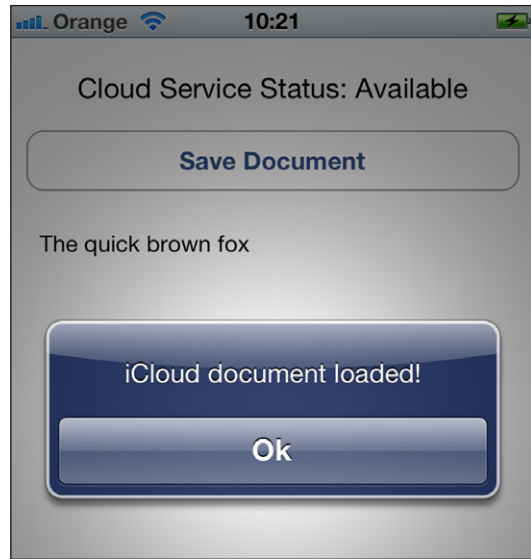 Orange 10:21
Cloud Service Status: Available
Save Document
The quick brown fox
iCloud document loaded!
Ok